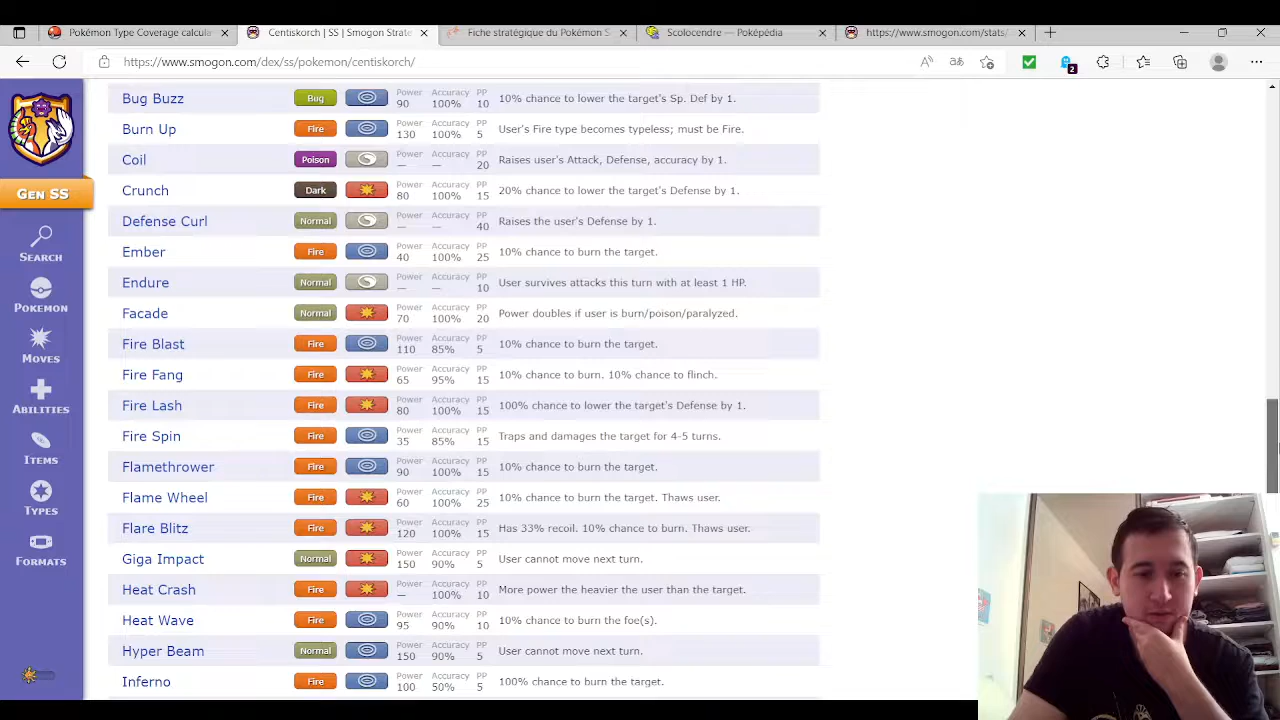 Pokémon Type Coverage calcula
Centiskorch | SS | Smogon Strate
Fiche stratégique du Pokémon S
Scolocendre — Poképédia
https://www.smogon.com/stats/
https://www.smogon.com/dex/ss/pokemon/centiskorch/
2
GEN SS
SEARCH
POKEMON
MOVES
ABILITIES
ITEMS
TYPES
FORMATS
Bug Buzz Bug Power 90 Accuracy 100% PP 10 10% chance to lower the target's Sp. Def by 1.
Burn Up Fire Power 130 Accuracy 100% PP 5 User's Fire type becomes typeless; must be Fire.
Coil Poison Power — Accuracy — PP 20 Raises user's Attack, Defense, accuracy by 1.
Crunch Dark Power 80 Accuracy 100% PP 15 20% chance to lower the target's Defense by 1.
Defense Curl Normal Power — Accuracy — PP 40 Raises the user's Defense by 1.
Ember Fire Power 40 Accuracy 100% PP 25 10% chance to burn the target.
Endure Normal Power — Accuracy — PP 10 User survives attacks this turn with at least 1 HP.
Facade Normal Power 70 Accuracy 100% PP 20 Power doubles if user is burn/poison/paralyzed.
Fire Blast Fire Power 110 Accuracy 85% PP 5 10% chance to burn the target.
Fire Fang Fire Power 65 Accuracy 95% PP 15 10% chance to burn. 10% chance to flinch.
Fire Lash Fire Power 80 Accuracy 100% PP 15 100% chance to lower the target's Defense by 1.
Fire Spin Fire Power 35 Accuracy 85% PP 15 Traps and damages the target for 4-5 turns.
Flamethrower Fire Power 90 Accuracy 100% PP 15 10% chance to burn the target.
Flame Wheel Fire Power 60 Accuracy 100% PP 25 10% chance to burn the target. Thaws user.
Flare Blitz Fire Power 120 Accuracy 100% PP 15 Has 33% recoil. 10% chance to burn. Thaws user.
Giga Impact Normal Power 150 Accuracy 90% PP 5 User cannot move next turn.
Heat Crash Fire Power — Accuracy 100% PP 10 More power the heavier the user than the target.
Heat Wave Fire Power 95 Accuracy 90% PP 10 10% chance to burn the foe(s).
Hyper Beam Normal Power 150 Accuracy 90% PP 5 User cannot move next turn.
Inferno Fire Power 100 Accuracy 50% PP 5 100% chance to burn the target.